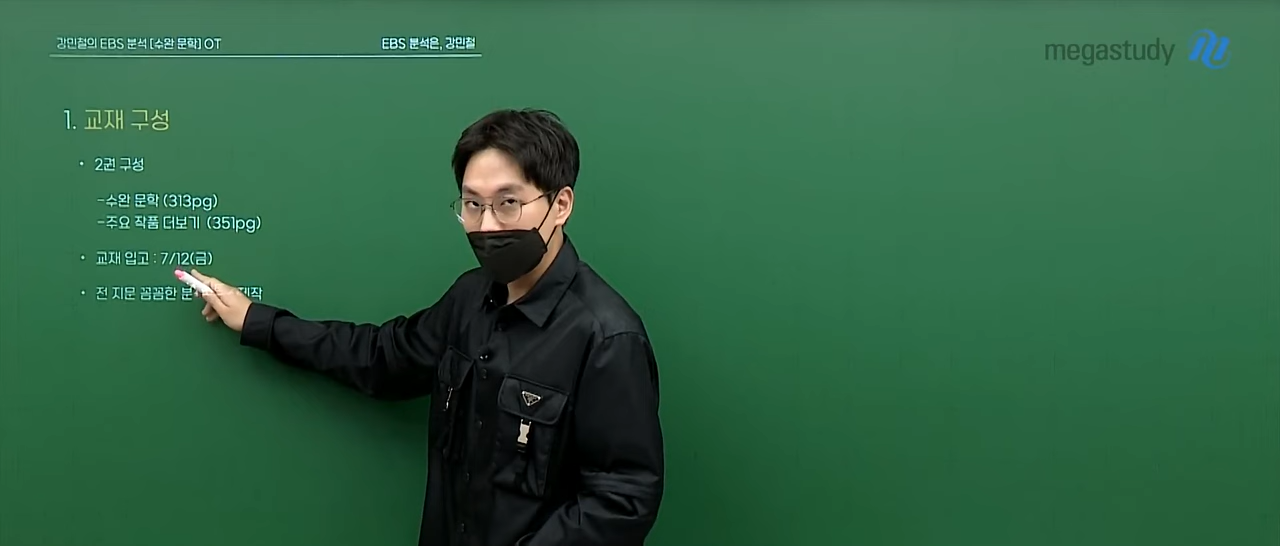 강민철의 EBS 분석 [수완 문학] OT
EBS 분석은, 강민철
megastudy
1. 교재 구성
• 2권 구성
-수완 문학 (313pg)
-주요 작품 더보기 (351pg)
• 교재 입고 : 7/12(금)
• 전 지문 꼼꼼한 분 제작